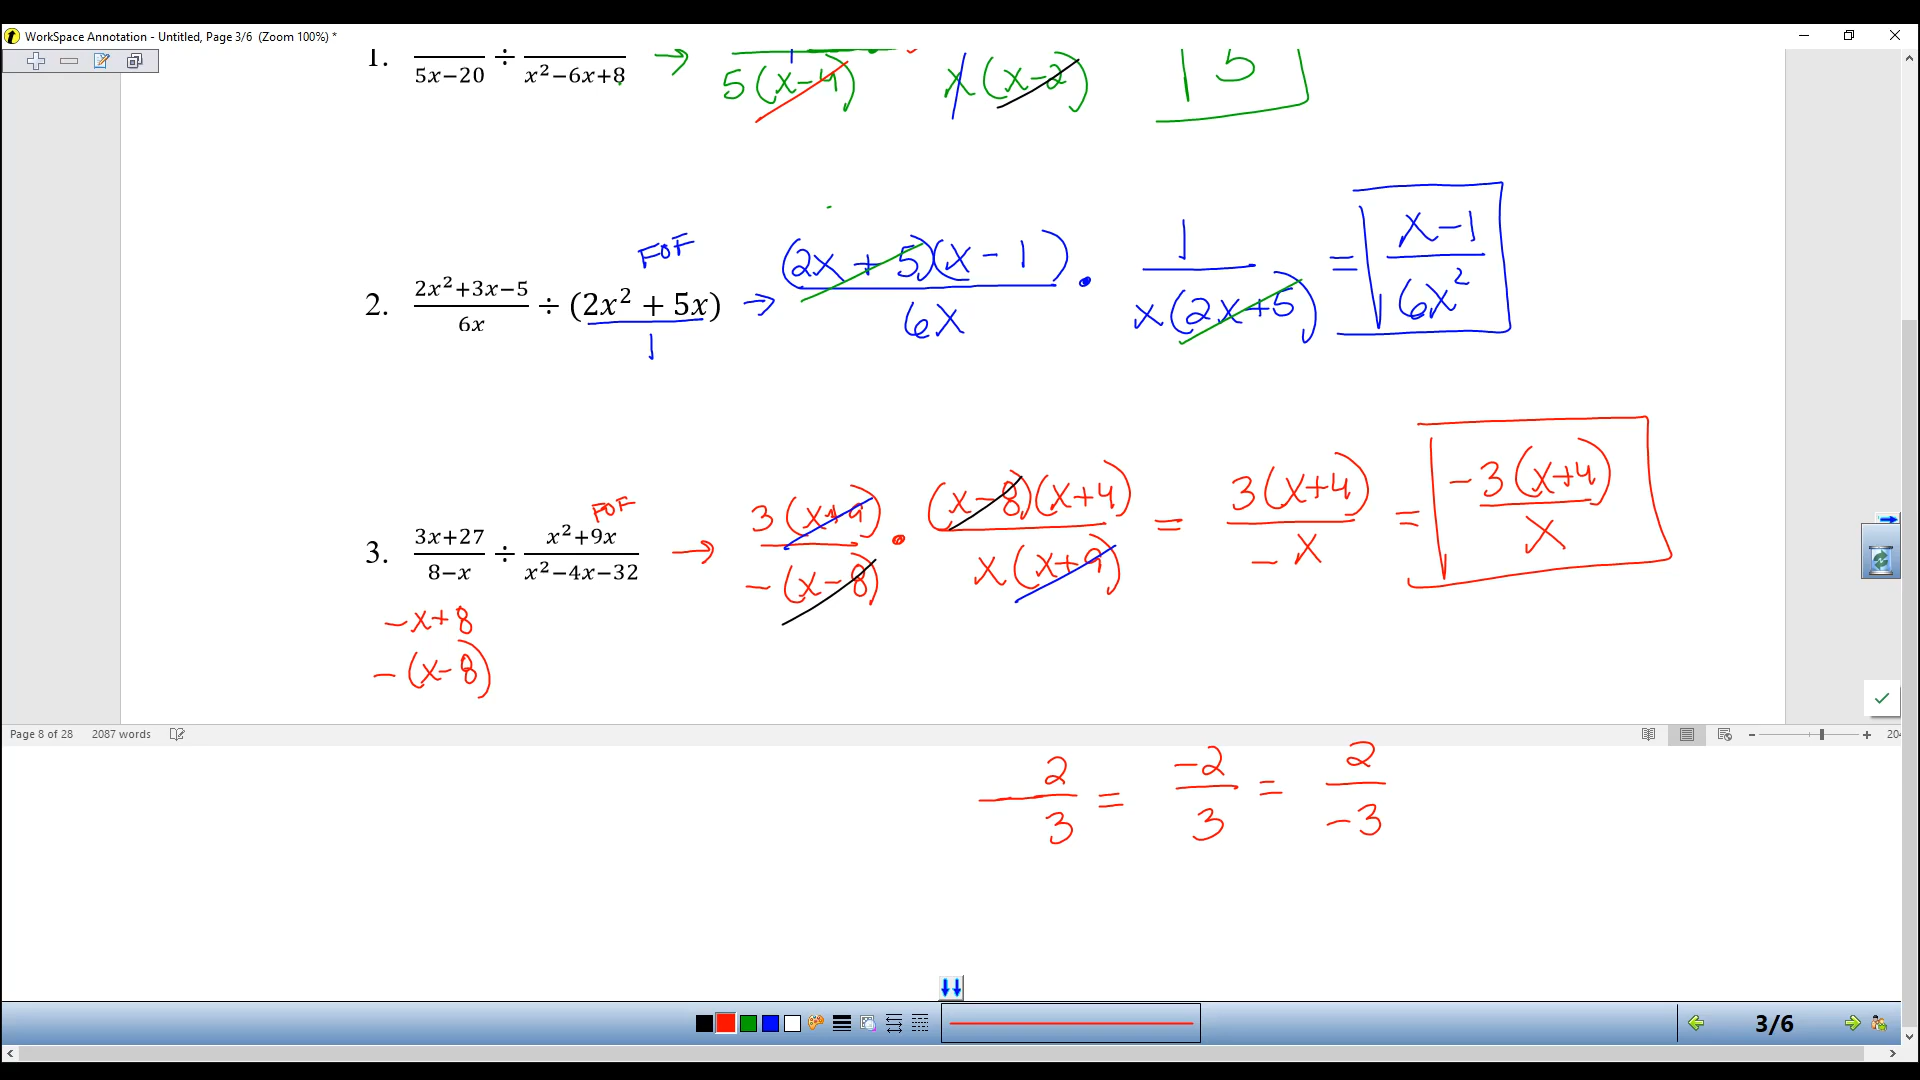 WorkSpace Annotation - Untitled, Page 3/6 (Zoom 100%) *
1. /(5x−20) ÷ /(x²−6x+8) → /(5(x-4)) /(x(x-2)) 5
FOF
2. (2x²+3x−5)/(6x) ÷ (2x² + 5x)/1 → ((2x+5)(x-1))/(6x) · 1/(x(2x+5)) = (x-1)/(6x²)
FOF
3. (3x+27)/(8−x) ÷ (x²+9x)/(x²−4x−32) → (3(x+9))/(-(x-8)) · ((x-8)(x+4))/(x(x+9)) = (3(x+4))/(-x) = (-3(x+4))/x
-x+8
-(x-8)
Page 8 of 28 2087 words
-2/3 = (-2)/3 = 2/(-3)
3/6